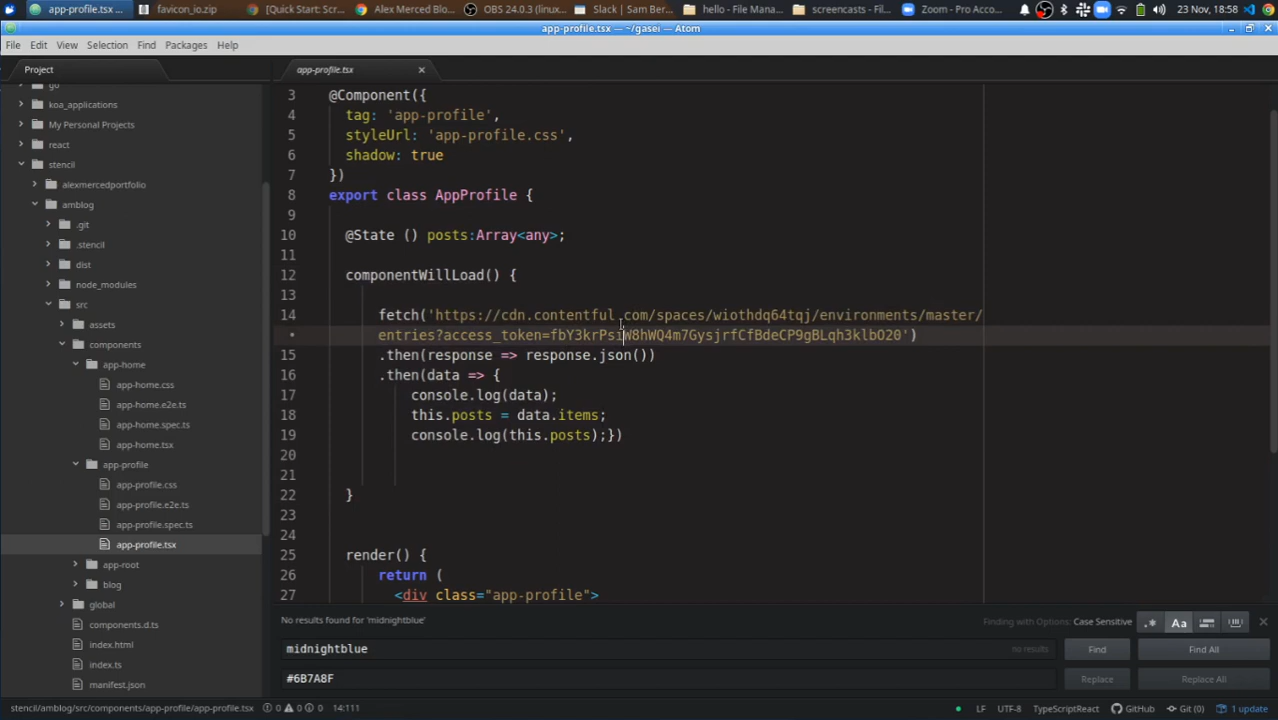 app-profile.tsx ...
favicon_io.zip
[Quick Start: Scr...
Alex Merced Blo...
OBS 24.0.3 (linux...
Slack | Sam Ber...
hello - File Mana...
screencasts - Fil...
Zoom - Pro Acco...
23 Nov, 18:58
app-profile.tsx — ~/gasei — Atom
File Edit View Selection Find Packages Help
Project
app-profile.tsx
go
koa_applications
My Personal Projects
react
stencil
alexmercedportfolio
amblog
.git
.stencil
dist
node_modules
src
assets
components
app-home
app-home.css
app-home.e2e.ts
app-home.spec.ts
app-home.tsx
app-profile
app-profile.css
app-profile.e2e.ts
app-profile.spec.ts
app-profile.tsx
app-root
blog
global
components.d.ts
index.html
index.ts
manifest.json
3 @Component({
4 tag: 'app-profile',
5 styleUrl: 'app-profile.css',
6 shadow: true
7 })
8 export class AppProfile {
9
10 @State () posts:Array<any>;
11
12 componentWillLoad() {
13
14 fetch('https://cdn.contentful.com/spaces/wiothdq64tqj/environments/master/
• entries?access_token=fbY3krPsiW8hWQ4m7GysjrfCfBdeCP9gBLqh3klbO20')
15 .then(response => response.json())
16 .then(data => {
17 console.log(data);
18 this.posts = data.items;
19 console.log(this.posts);})
20
21
22 }
23
24
25 render() {
26 return (
27 <div class="app-profile">
No results found for 'midnightblue'
Finding with Options: Case Sensitive
.* Aa
midnightblue
no results
Find
Find All
#6B7A8F
Replace
Replace All
stencil/amblog/src/components/app-profile/app-profile.tsx 0 0 0 14:111
LF UTF-8 TypeScriptReact GitHub Git (0) 1 update